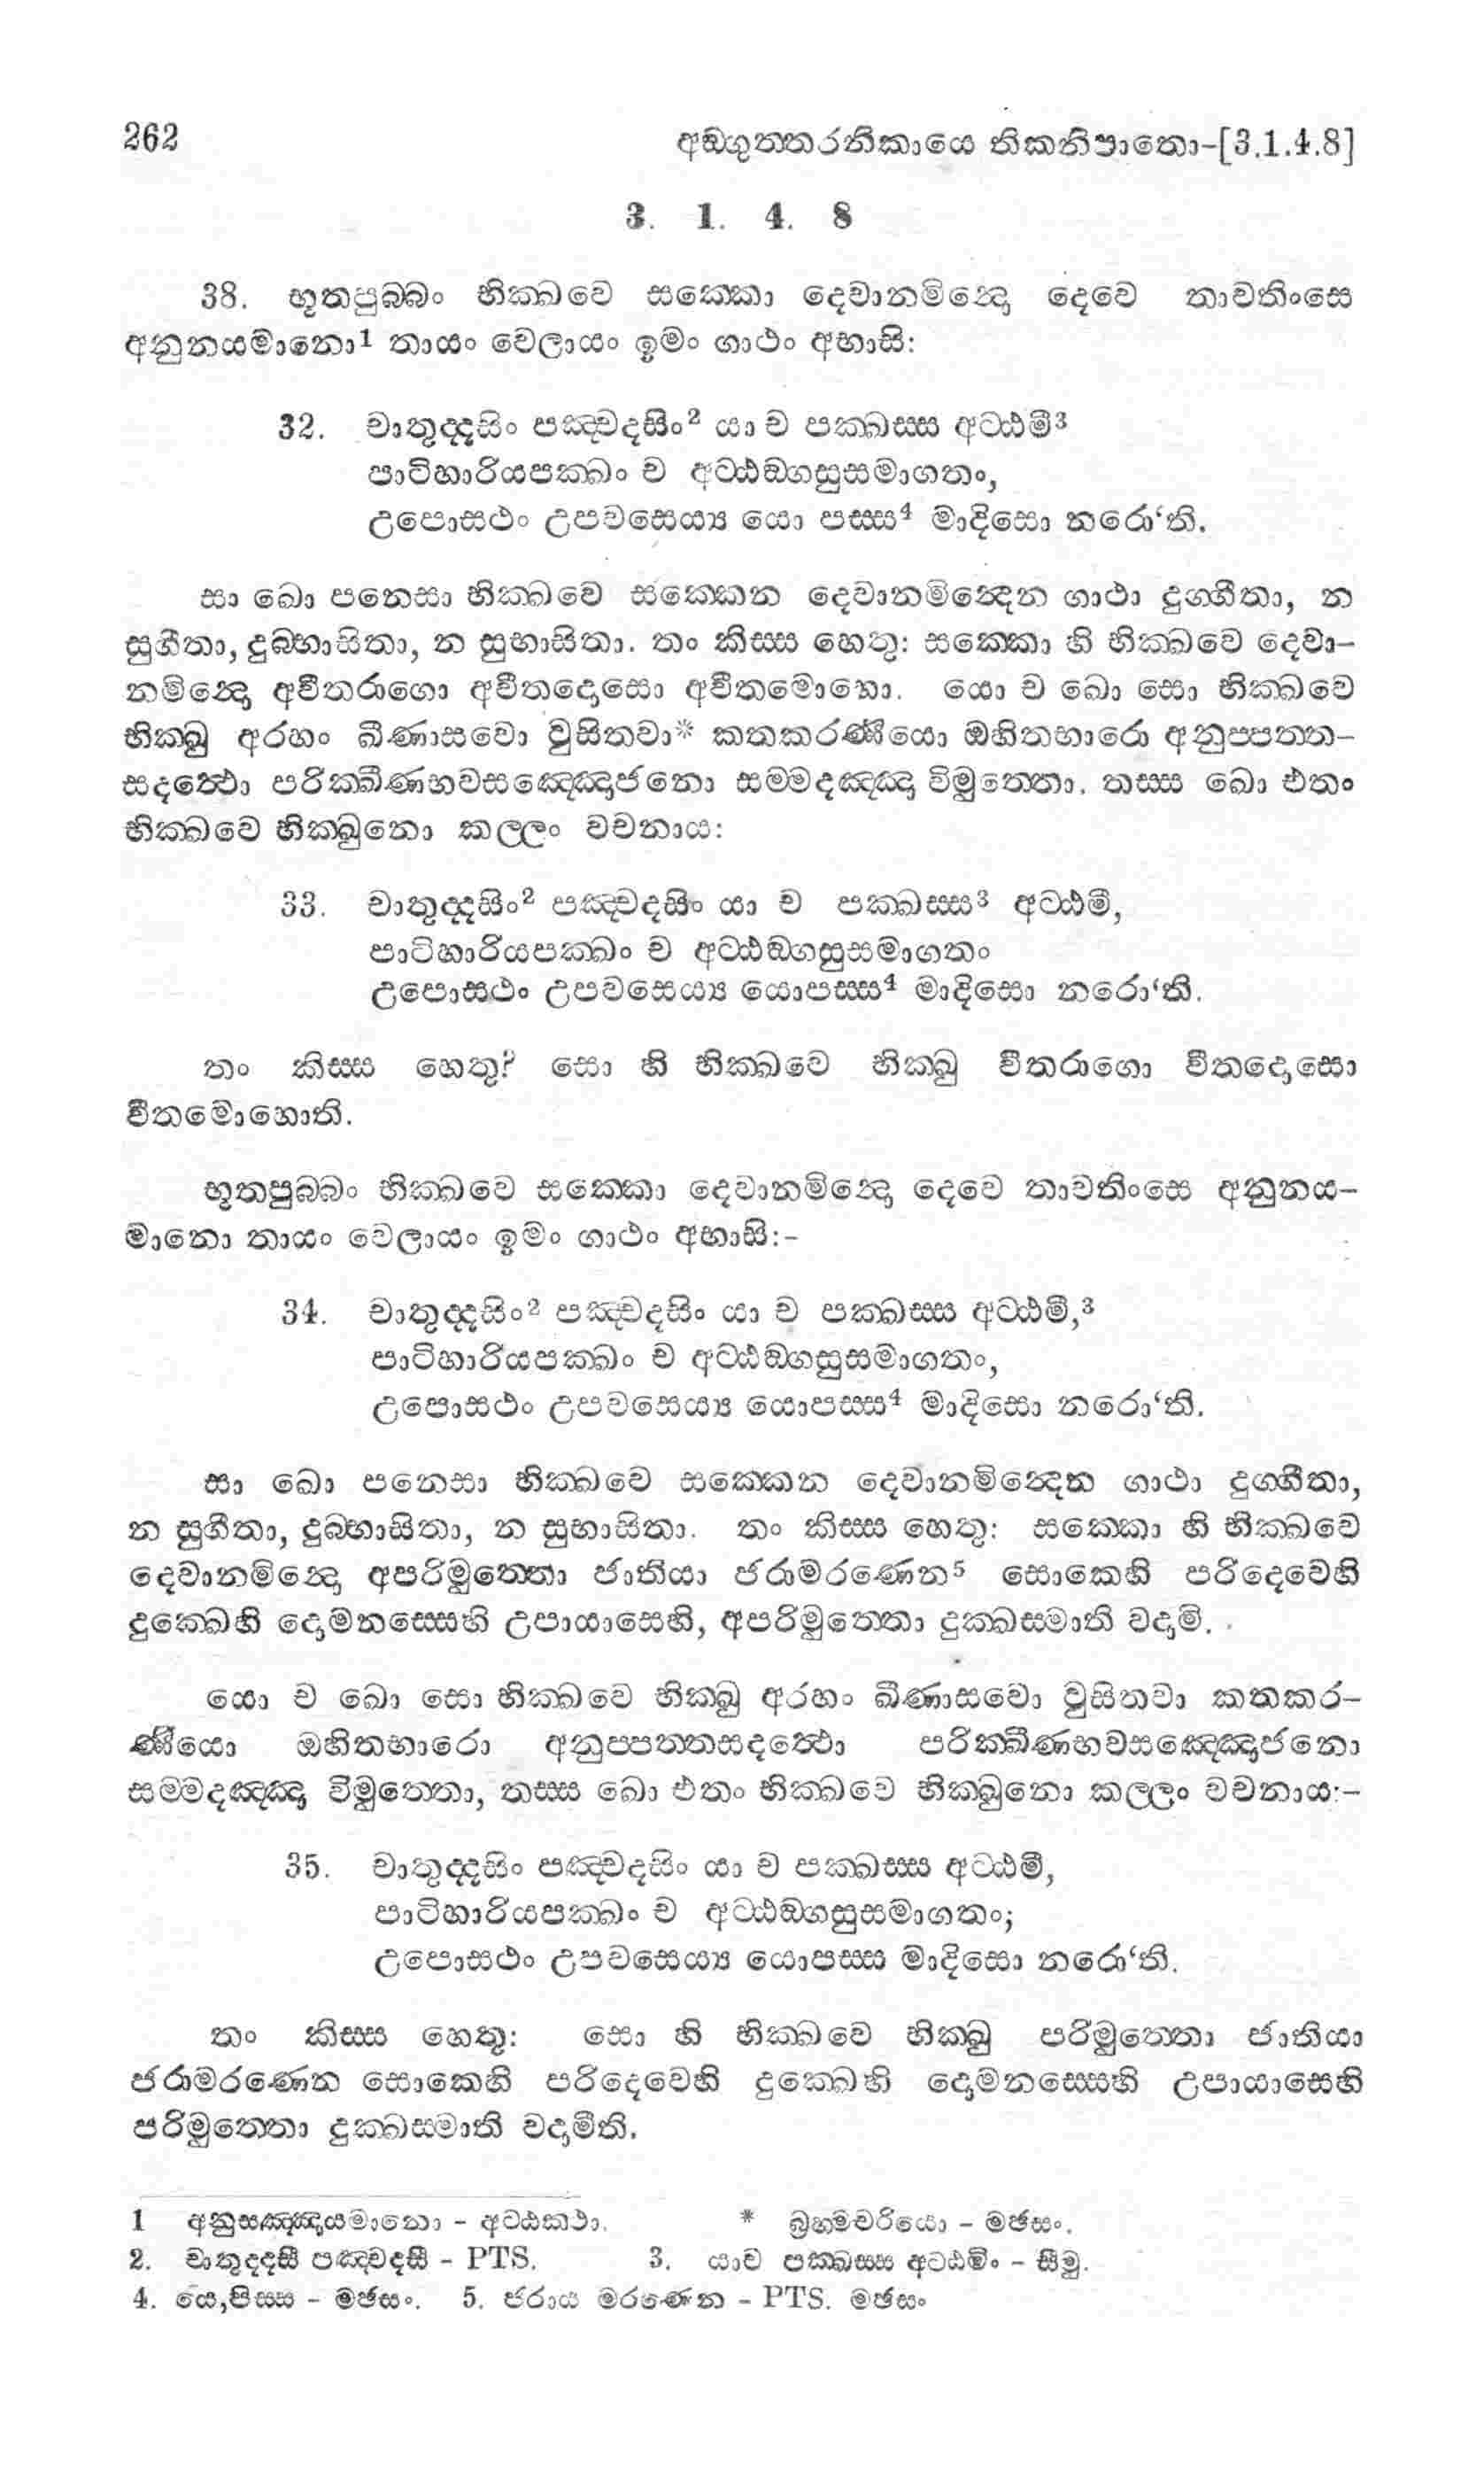 262 අඞ්ගුත්තරනිකායෙ තිකනිපාතො-[3.1.4.8]
3. 1. 4. 8
38. භූතපුබ්බං භික්ඛවෙ සක්කො දෙවානමින්දො දෙවෙ තාවතිංසෙ
අනුනයමානො1 තායං වෙලායං ඉමං ගාථං අභාසි:
32. චාතුද්දසිං පඤ්චදසිං2 යා ච පක්ඛස්ස අට්ඨමී3
පාටිහාරියපක්ඛං ච අට්ඨඞ්ගසුසමාගතං,
උපොසථං උපවසෙය්‍ය යො පස්ස4 මාදිසො නරො‘ති.
සා ඛො පනෙසා භික්ඛවෙ සක්කෙන දෙවානමින්දෙන ගාථා දුග්ගීතා, න
සුගීතා, දුබ්භාසිතා, න සුභාසිතා. තං කිස්ස හෙතු: සක්කො හි භික්ඛවෙ දෙවා-
නමින්දො අවීතරාගො අවීතදොසො අවීතමොහො. යො ච ඛො සො භික්ඛවෙ
භික්ඛු අරහං ඛීණාසවො වුසිතවා* කතකරණීයො ඔහිතභාරො අනුප්පත්ත-
සදත්ථො පරික්ඛීණභවසඤ්ඤොජනො සම්මදඤ්ඤා විමුත්තො. තස්ස ඛො එතං
භික්ඛවෙ භික්ඛුනො කල්ලං වචනාය:
33. චාතුද්දසිං2 පඤ්චදසිං යා ච පක්ඛස්ස3 අට්ඨමී,
පාටිහාරියපක්ඛං ච අට්ඨඞ්ගසුසමාගතං
උපොසථං උපවසෙය්‍ය යොපස්ස4 මාදිසො නරො‘ති.
තං කිස්ස හෙතු? සො හි භික්ඛවෙ භික්ඛු වීතරාගො වීතදොසො
වීතමොහොති.
භූතපුබ්බං භික්ඛවෙ සක්කො දෙවානමින්දො දෙවෙ තාවතිංසෙ අනුනය-
මානො තායං වෙලායං ඉමං ගාථං අභාසි:-
34. චාතුද්දසිං2 පඤ්චදසිං යා ච පක්ඛස්ස අට්ඨමී,3
පාටිහාරියපක්ඛං ච අට්ඨඞ්ගසුසමාගතං,
උපොසථං උපවසෙය්‍ය යොපස්ස4 මාදිසො නරො‘ති.
සා ඛො පනෙසා භික්ඛවෙ සක්කෙන දෙවානමින්දෙන ගාථා දුග්ගීතා,
න සුගීතා, දුබ්භාසිතා, න සුභාසිතා. තං කිස්ස හෙතු: සක්කො හි භික්ඛවෙ
දෙවානමින්දො අපරිමුත්තො ජාතියා ජරාමරණෙන5 සොකෙහි පරිදෙවෙහි
දුක්ඛෙහි දොමනස්සෙහි උපායාසෙහි, අපරිමුත්තො දුක්ඛස්මාති වදාමි.
යො ච ඛො සො භික්ඛවෙ භික්ඛු අරහං ඛීණාසවො වුසිතවා කතකර-
ණීයො ඔහිතභාරො අනුප්පත්තසදත්ථො පරික්ඛීණභවසඤ්ඤොජනො
සම්මදඤ්ඤා විමුත්තො, තස්ස ඛො එතං භික්ඛවෙ භික්ඛුනො කල්ලං වචනාය:-
35. චාතුද්දසිං පඤ්චදසිං යා ච පක්ඛස්ස අට්ඨමී,
පාටිහාරියපක්ඛං ච අට්ඨඞ්ගසුසමාගතං;
උපොසථං උපවසෙය්‍ය යොපස්ස මාදිසො නරො‘ති.
තං කිස්ස හෙතු: සො හි භික්ඛවෙ භික්ඛු පරිමුත්තො ජාතියා
ජරාමරණෙන සොකෙහි පරිදෙවෙහි දුක්ඛෙහි දොමනස්සෙහි උපායාසෙහි
පරිමුත්තො දුක්ඛස්මාති වදාමීති.
1 අනුසඤ්ඤායමානො - අට්ඨකථා. * බ්‍රහ්මචරියො - මඡසං.
2. චාතුද්දසී පඤ්චදසී - PTS. 3. යාච පක්ඛස්ස අට්ඨමිං - සීමු.
4. යො,පිස්ස - මඡසං. 5. ජරාය මරණෙන - PTS. මඡසං